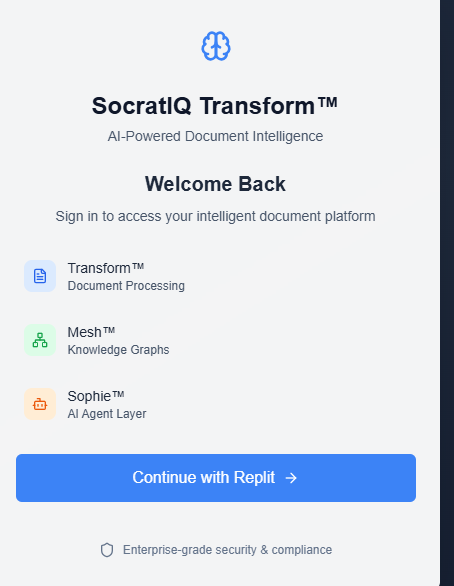 SocratIQ Transform™
AI-Powered Document Intelligence
Welcome Back
Sign in to access your intelligent document platform
Transform™
Document Processing
Mesh™
Knowledge Graphs
Sophie™
AI Agent Layer
Continue with Replit →
Enterprise-grade security & compliance